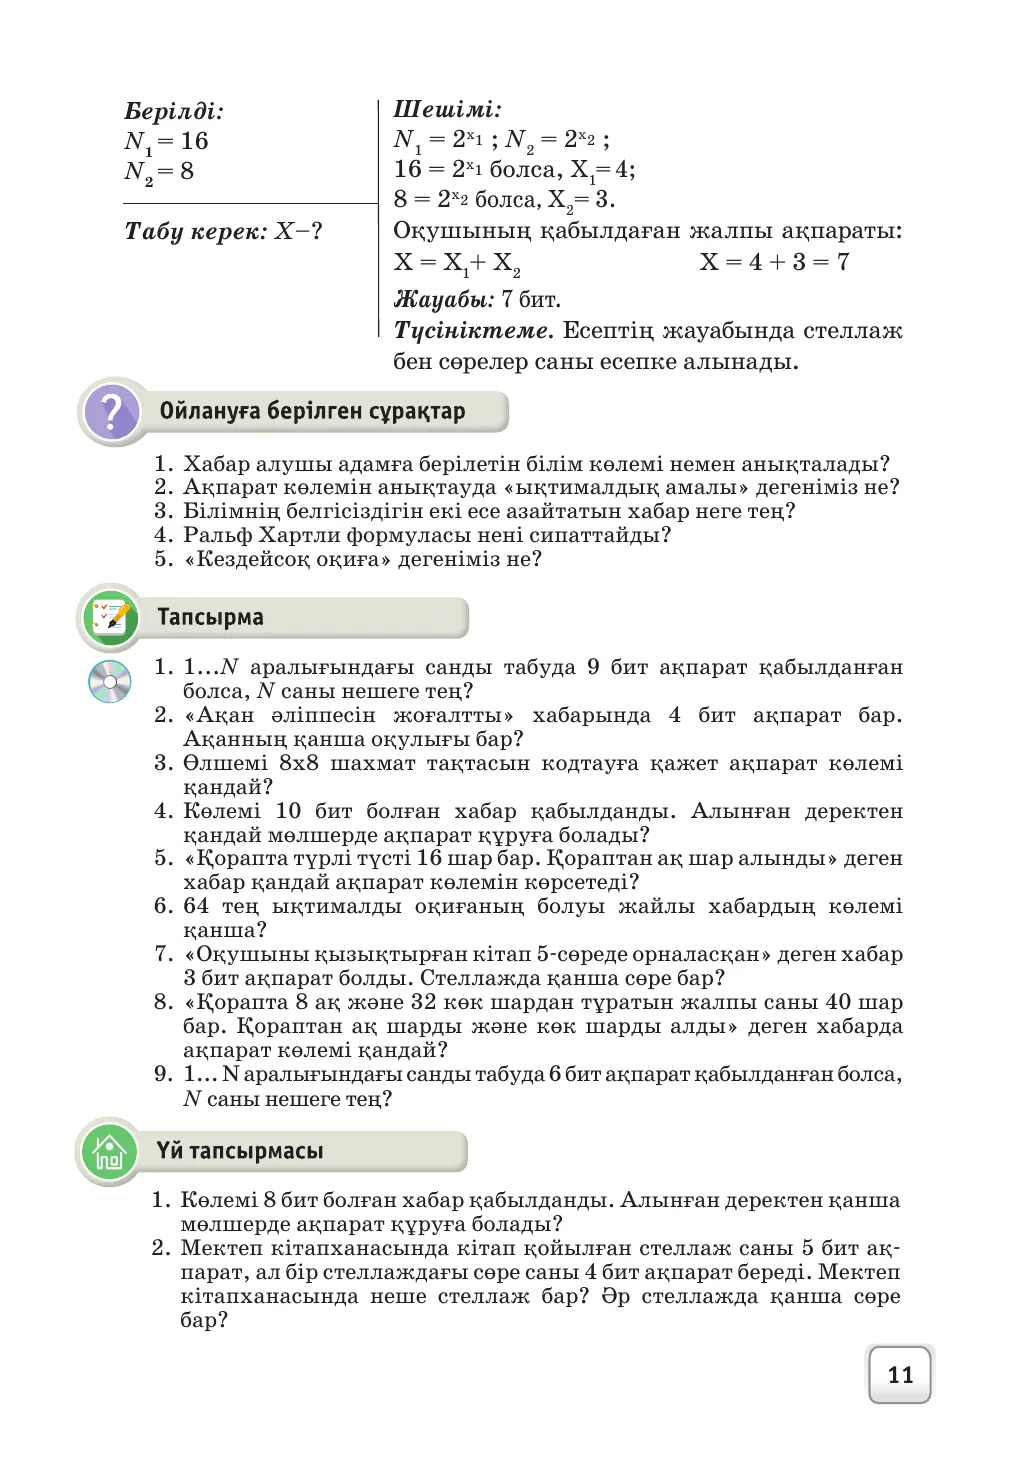 Берілді:
N1 = 16
N2 = 8
Табу керек: X–?
Шешімі:
N1 = 2x1 ; N2 = 2x2 ;
16 = 2x1 болса, X1= 4;
8 = 2x2 болса, X2= 3.
Оқушының қабылдаған жалпы ақпараты:
X = X1+ X2 X = 4 + 3 = 7
Жауабы: 7 бит.
Түсініктеме. Есептің жауабында стеллаж
бен сөрелер саны есепке алынады.
?
Ойлануға берілген сұрақтар
1. Хабар алушы адамға берілетін білім көлемі немен анықталады?
2. Ақпарат көлемін анықтауда «ықтималдық амалы» дегеніміз не?
3. Білімнің белгісіздігін екі есе азайтатын хабар неге тең?
4. Ральф Хартли формуласы нені сипаттайды?
5. «Кездейсоқ оқиға» дегеніміз не?
Тапсырма
1. 1...N аралығындағы санды табуда 9 бит ақпарат қабылданған
болса, N саны нешеге тең?
2. «Ақан әліппесін жоғалтты» хабарында 4 бит ақпарат бар.
Ақанның қанша оқулығы бар?
3. Өлшемі 8х8 шахмат тақтасын кодтауға қажет ақпарат көлемі
қандай?
4. Көлемі 10 бит болған хабар қабылданды. Алынған деректен
қандай мөлшерде ақпарат құруға болады?
5. «Қорапта түрлі түсті 16 шар бар. Қораптан ақ шар алынды» деген
хабар қандай ақпарат көлемін көрсетеді?
6. 64 тең ықтималды оқиғаның болуы жайлы хабардың көлемі
қанша?
7. «Оқушыны қызықтырған кітап 5-сөреде орналасқан» деген хабар
3 бит ақпарат болды. Стеллажда қанша сөре бар?
8. «Қорапта 8 ақ және 32 көк шардан тұратын жалпы саны 40 шар
бар. Қораптан ақ шарды және көк шарды алды» деген хабарда
ақпарат көлемі қандай?
9. 1... N аралығындағы санды табуда 6 бит ақпарат қабылданған болса,
N саны нешеге тең?
Үй тапсырмасы
1. Көлемі 8 бит болған хабар қабылданды. Алынған деректен қанша
мөлшерде ақпарат құруға болады?
2. Мектеп кітапханасында кітап қойылған стеллаж саны 5 бит ақ-
парат, ал бір стеллаждағы сөре саны 4 бит ақпарат береді. Мектеп
кітапханасында неше стеллаж бар? Әр стеллажда қанша сөре
бар?
11